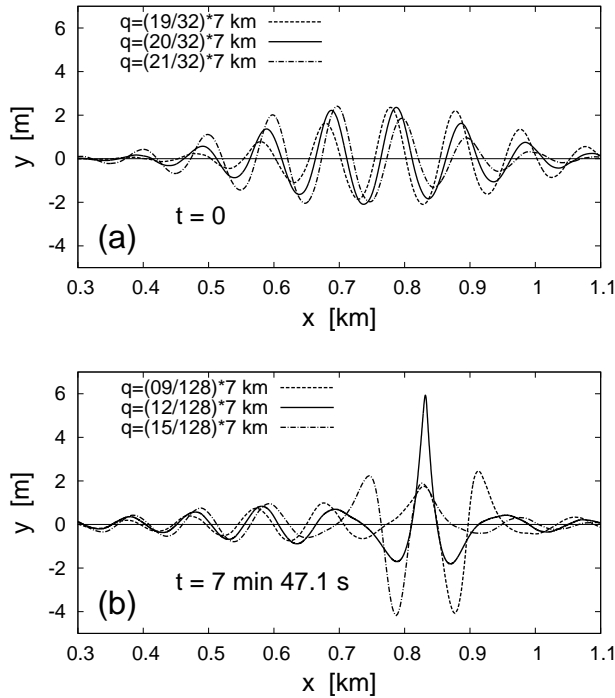 6
4
2
0
-2
-4
y [m]
q=(19/32)*7 km
q=(20/32)*7 km
q=(21/32)*7 km
(a)
t = 0
0.3 0.4 0.5 0.6 0.7 0.8 0.9 1 1.1
x [km]
6
4
2
0
-2
-4
y [m]
q=(09/128)*7 km
q=(12/128)*7 km
q=(15/128)*7 km
(b)
t = 7 min 47.1 s
0.3 0.4 0.5 0.6 0.7 0.8 0.9 1 1.1
x [km]